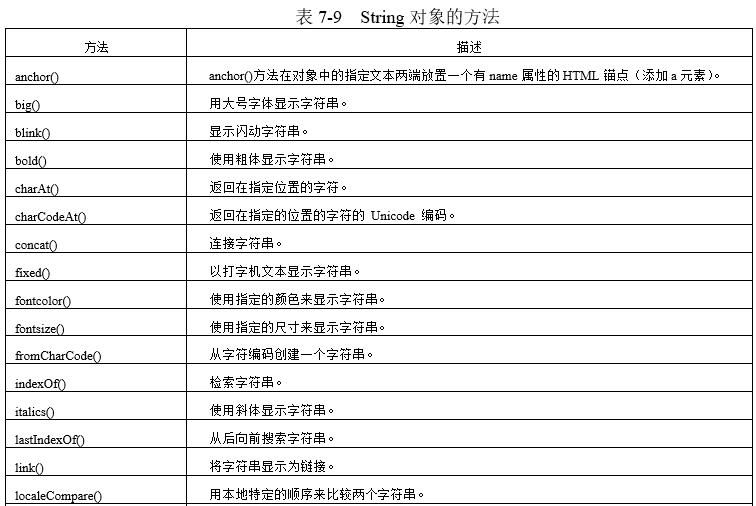 表 7-9 String 对象的方法
方法 描述
anchor() anchor()方法在对象中的指定文本两端放置一个有 name 属性的 HTML 锚点（添加 a 元素）。
big() 用大号字体显示字符串。
blink() 显示闪动字符串。
bold() 使用粗体显示字符串。
charAt() 返回在指定位置的字符。
charCodeAt() 返回在指定的位置的字符的 Unicode 编码。
concat() 连接字符串。
fixed() 以打字机文本显示字符串。
fontcolor() 使用指定的颜色来显示字符串。
fontsize() 使用指定的尺寸来显示字符串。
fromCharCode() 从字符编码创建一个字符串。
indexOf() 检索字符串。
italics() 使用斜体显示字符串。
lastIndexOf() 从后向前搜索字符串。
link() 将字符串显示为链接。
localeCompare() 用本地特定的顺序来比较两个字符串。